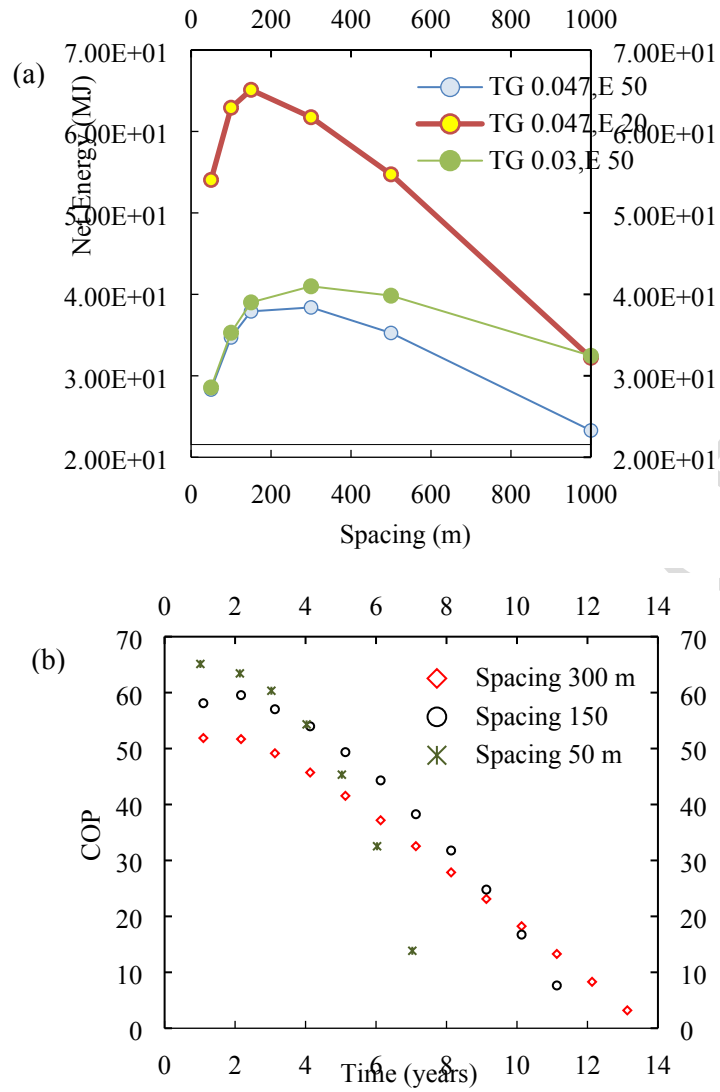 0 200 400 600 800 1000
(a)
Net Energy (MJ)
7.00E+01 7.00E+01
TG 0.047,E 50
6.00E+01 TG 0.047,E 20 6.00E+01
TG 0.03,E 50
5.00E+01 5.00E+01
4.00E+01 4.00E+01
3.00E+01 3.00E+01
2.00E+01 2.00E+01
0 200 400 600 800 1000
Spacing (m)
0 2 4 6 8 10 12 14
(b)
COP
70 70
Spacing 300 m
60 60
Spacing 150
Spacing 50 m
50 50
40 40
30 30
20 20
10 10
0 0
0 2 4 6 8 10 12 14
Time (years)